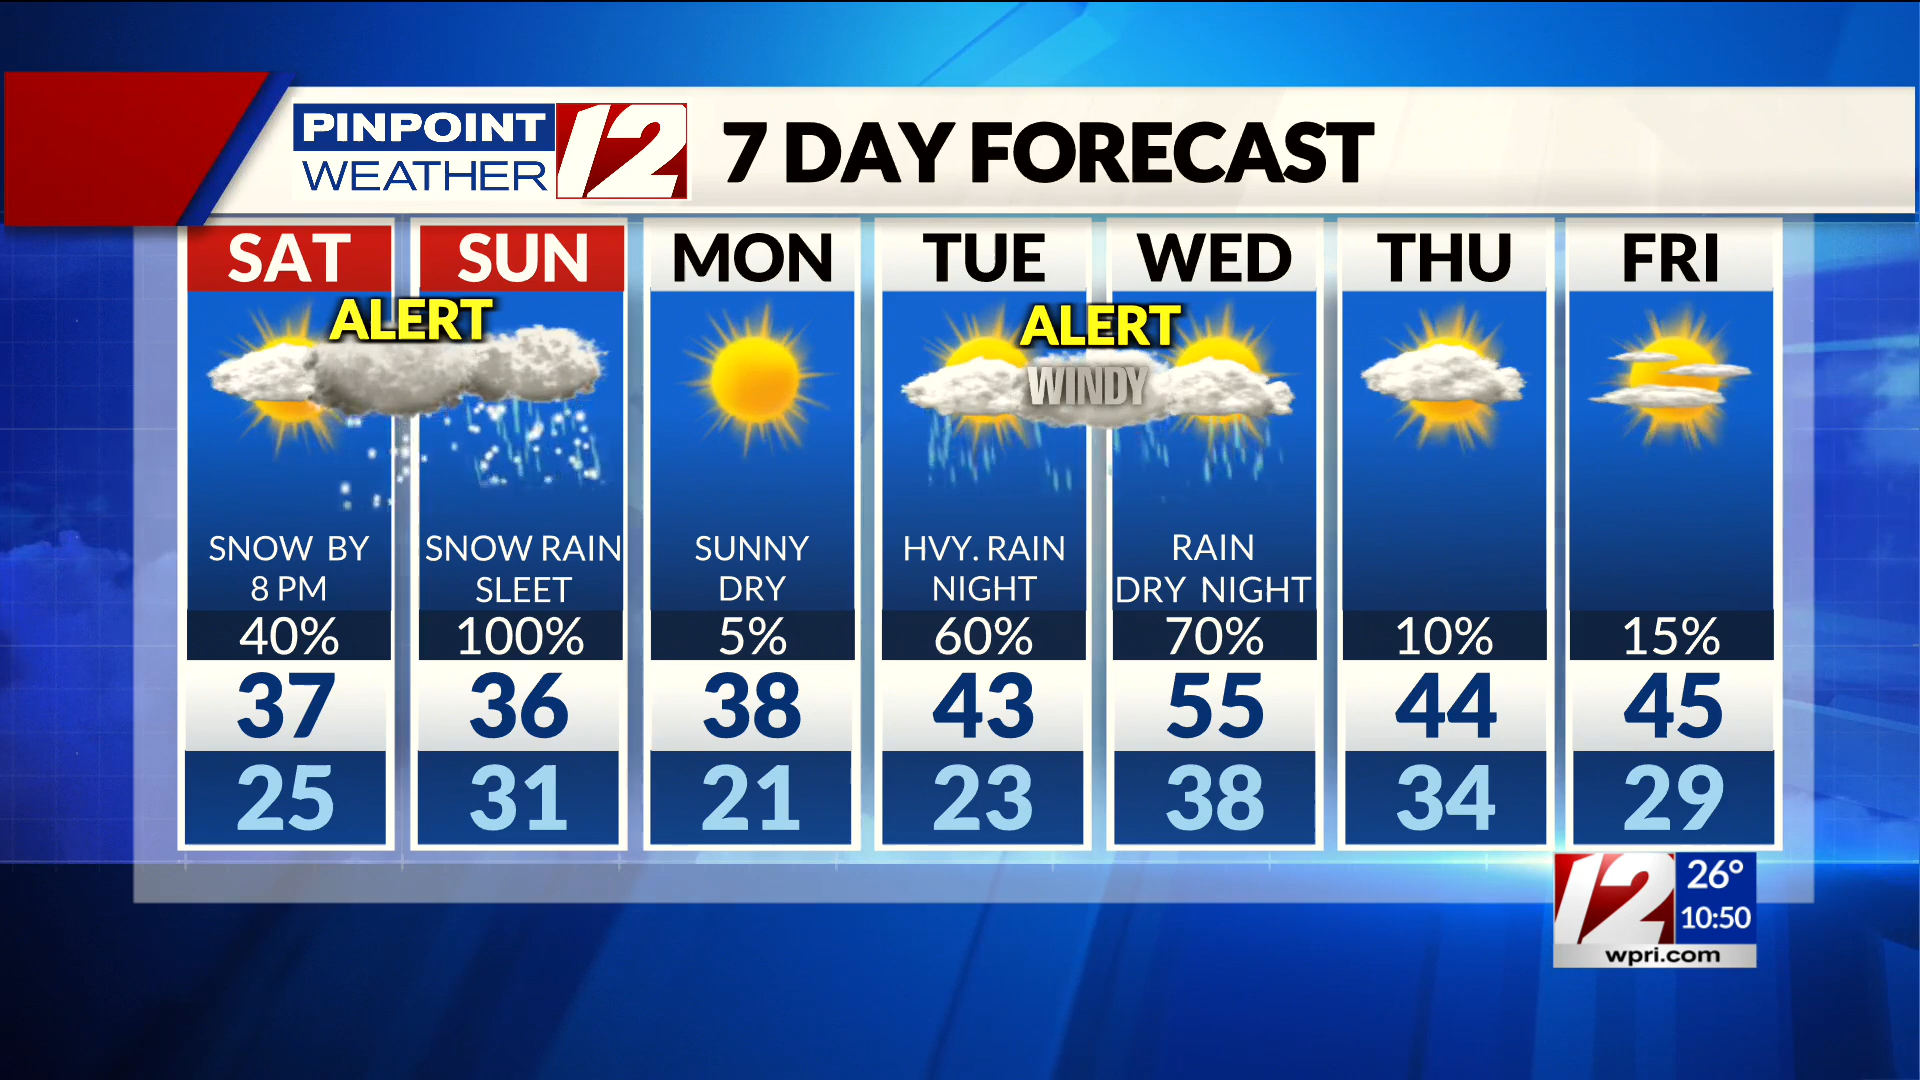 PINPOINT
WEATHER 12
7 DAY FORECAST
SAT SUN MON TUE WED THU FRI
ALERT ALERT
WINDY
SNOW BY
8 PM
SNOW RAIN
SLEET
SUNNY
DRY
HVY. RAIN
NIGHT
RAIN
DRY NIGHT
40% 100% 5% 60% 70% 10% 15%
37 36 38 43 55 44 45
25 31 21 23 38 34 29
12
26°
10:50
wpri.com